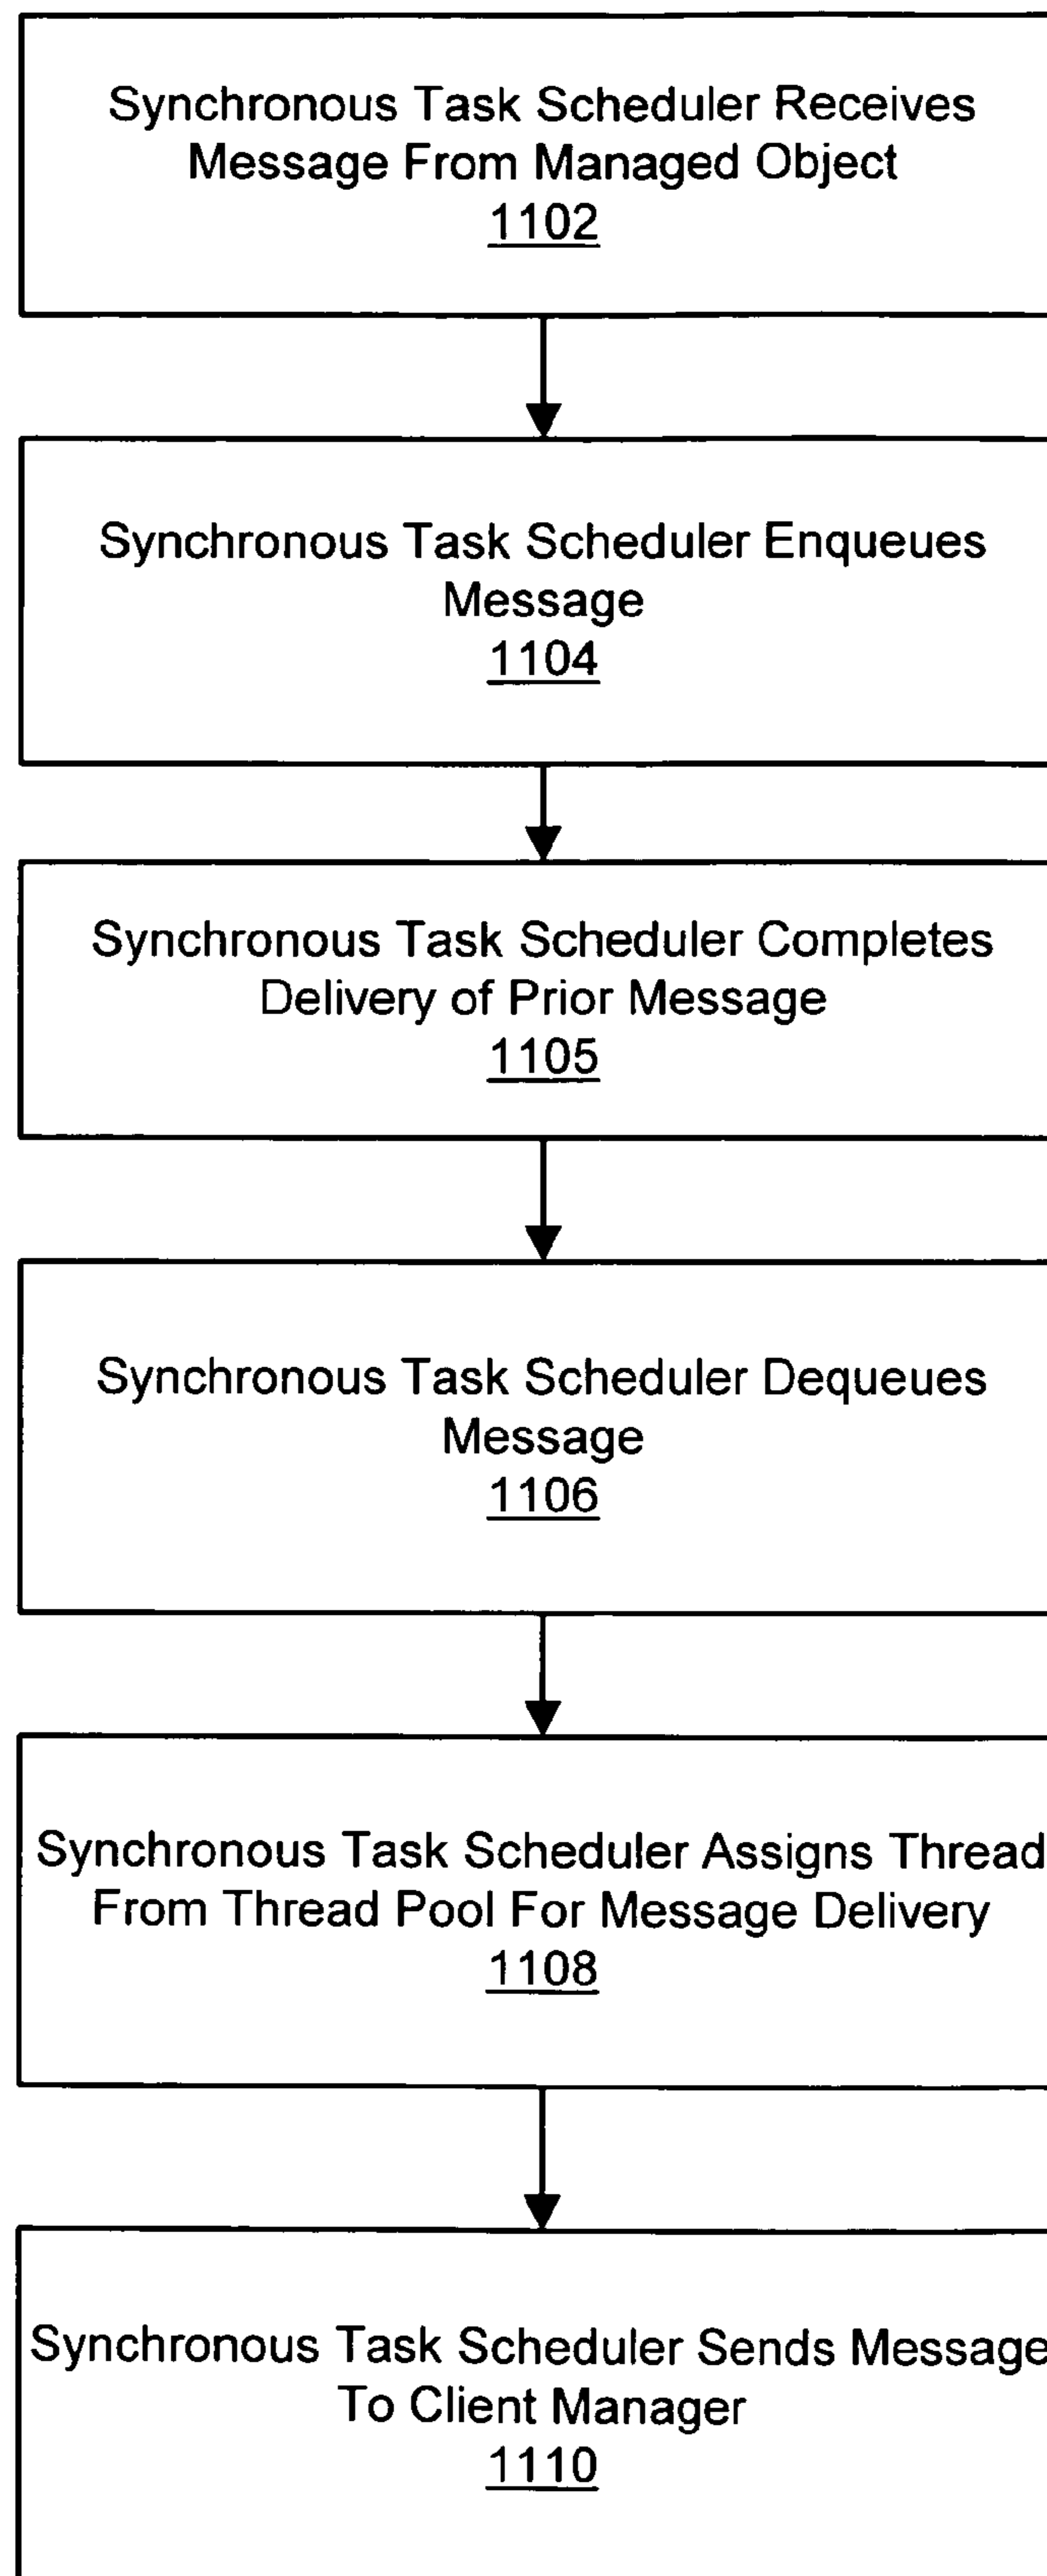 Synchronous Task Scheduler Receives
Message From Managed Object
1102
Synchronous Task Scheduler Enqueues
Message
1104
Synchronous Task Scheduler Completes
Delivery of Prior Message
1105
Synchronous Task Scheduler Dequeues
Message
1106
Synchronous Task Scheduler Assigns Thread
From Thread Pool For Message Delivery
1108
Synchronous Task Scheduler Sends Message
To Client Manager
1110